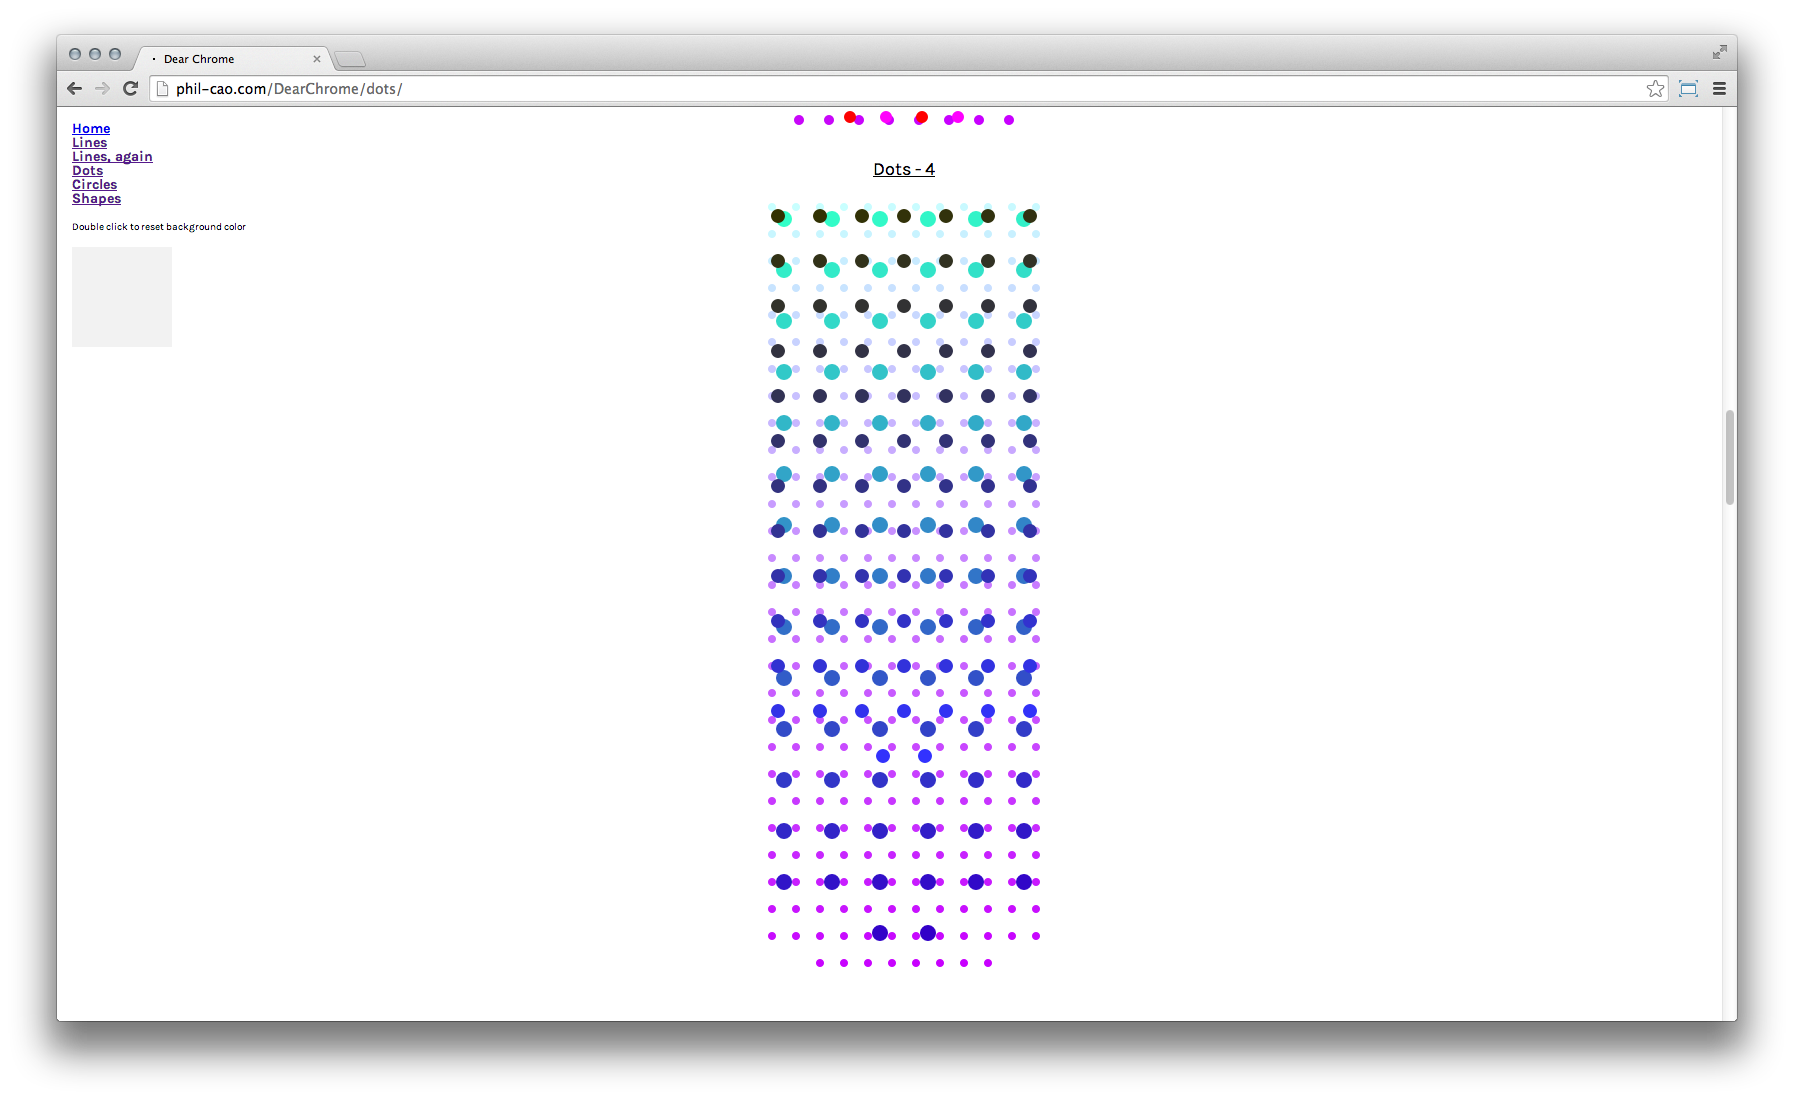 Dear Chrome
phil-cao.com/DearChrome/dots/
Home
Lines
Lines, again
Dots
Circles
Shapes
Double click to reset background color
Dots - 4